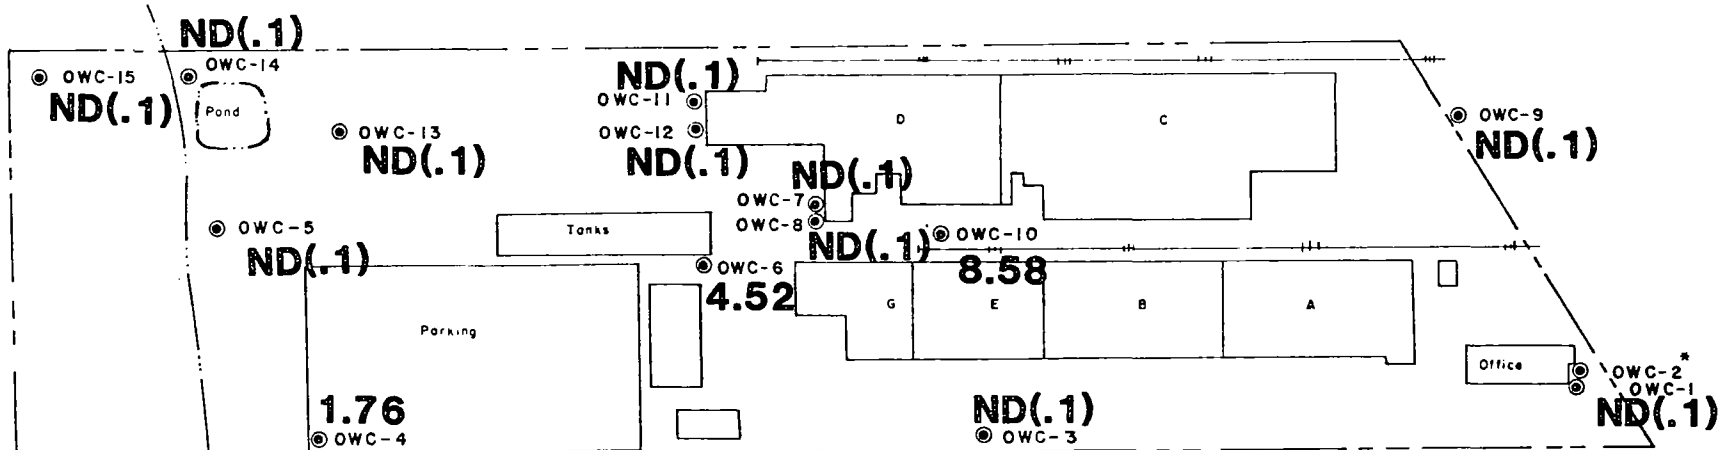 ND(.1)
OWC-15
OWC-14
ND(.1)
Pond
OWC-13
ND(.1)
ND(.1)
OWC-11
OWC-12
ND(.1)
D
C
OWC-9
ND(.1)
ND(.1)
OWC-7
OWC-8
ND(.1)
OWC-10
8.58
OWC-5
ND(.1)
Tanks
OWC-6
4.52
G
E
B
A
Parking
Office
OWC-2*
OWC-1
ND(.1)
1.76
OWC-4
ND(.1)
OWC-3